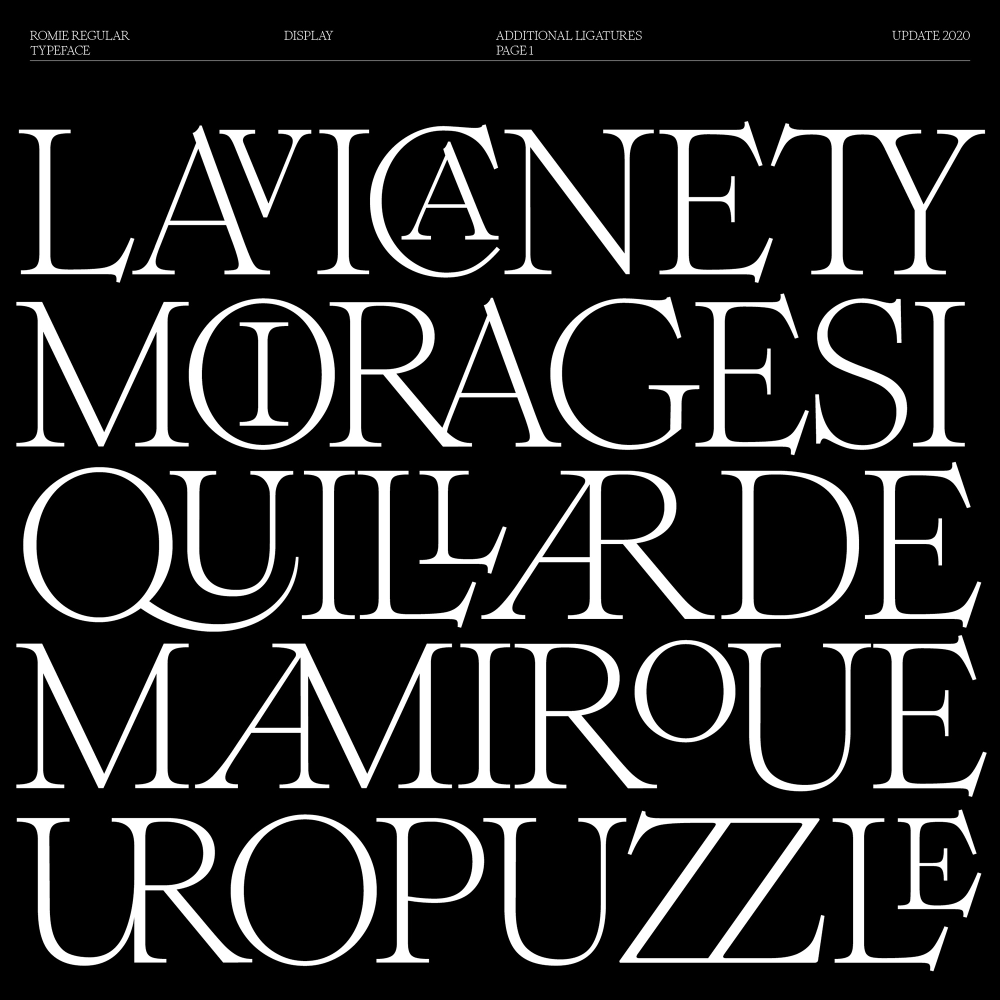 ROMIE REGULAR TYPEFACE
DISPLAY
ADDITIONAL LIGATURES PAGE 1
UPDATE 2020
LAVICANETY
MOIRAGESI
QUILLARDE
MAMIROUE
UROPUZZLE